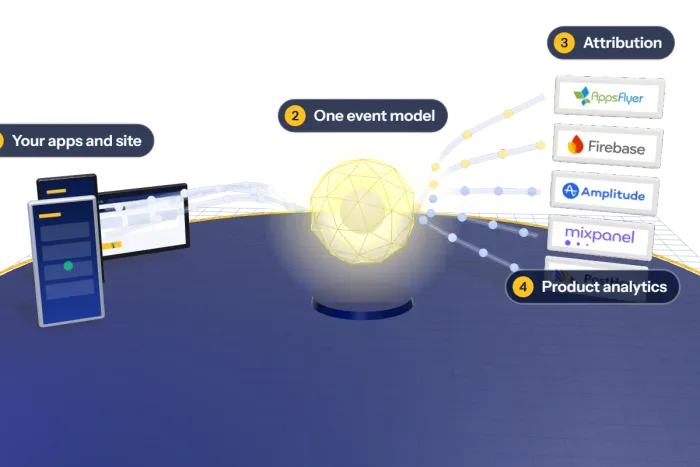 3 Attribution
AppsFlyer
2 One event model
Your apps and site
Firebase
Amplitude
mixpanel
4 Product analytics